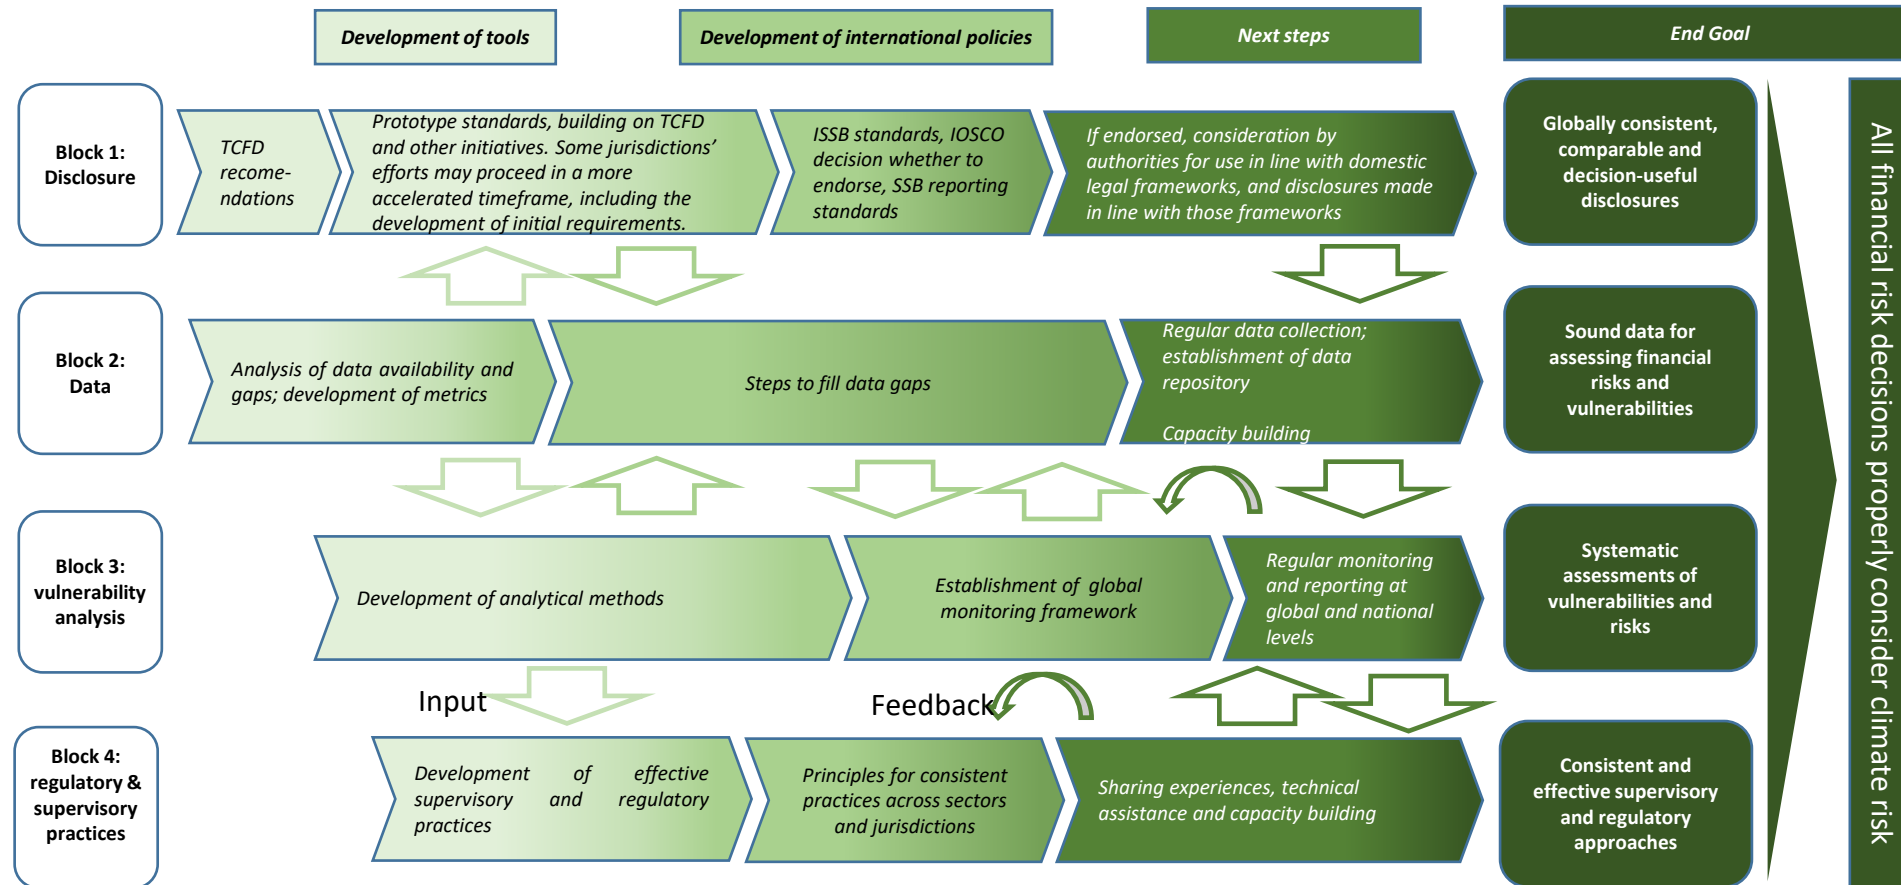 Development of tools
Development of international policies
Next steps
End Goal
Block 1:
Disclosure
TCFD
recome-
ndations
Prototype standards, building on TCFD
and other initiatives. Some jurisdictions'
efforts may proceed in a more
accelerated timeframe, including the
development of initial requirements.
ISSB standards, IOSCO
decision whether to
endorse, SSB reporting
standards
If endorsed, consideration by
authorities for use in line with domestic
legal frameworks, and disclosures made
in line with those frameworks
Globally consistent,
comparable and
decision-useful
disclosures
Block 2:
Data
Analysis of data availability and
gaps; development of metrics
Steps to fill data gaps
Regular data collection;
establishment of data
repository
Capacity building
Sound data for
assessing financial
risks and
vulnerabilities
Block 3:
vulnerability
analysis
Development of analytical methods
Establishment of global
monitoring framework
Regular monitoring
and reporting at
global and national
levels
Systematic
assessments of
vulnerabilities and
risks
Input
Feedback
Block 4:
regulatory &
supervisory
practices
Development of effective
supervisory and regulatory
practices
Principles for consistent
practices across sectors
and jurisdictions
Sharing experiences, technical
assistance and capacity building
Consistent and
effective supervisory
and regulatory
approaches
All financial risk decisions properly consider climate risk